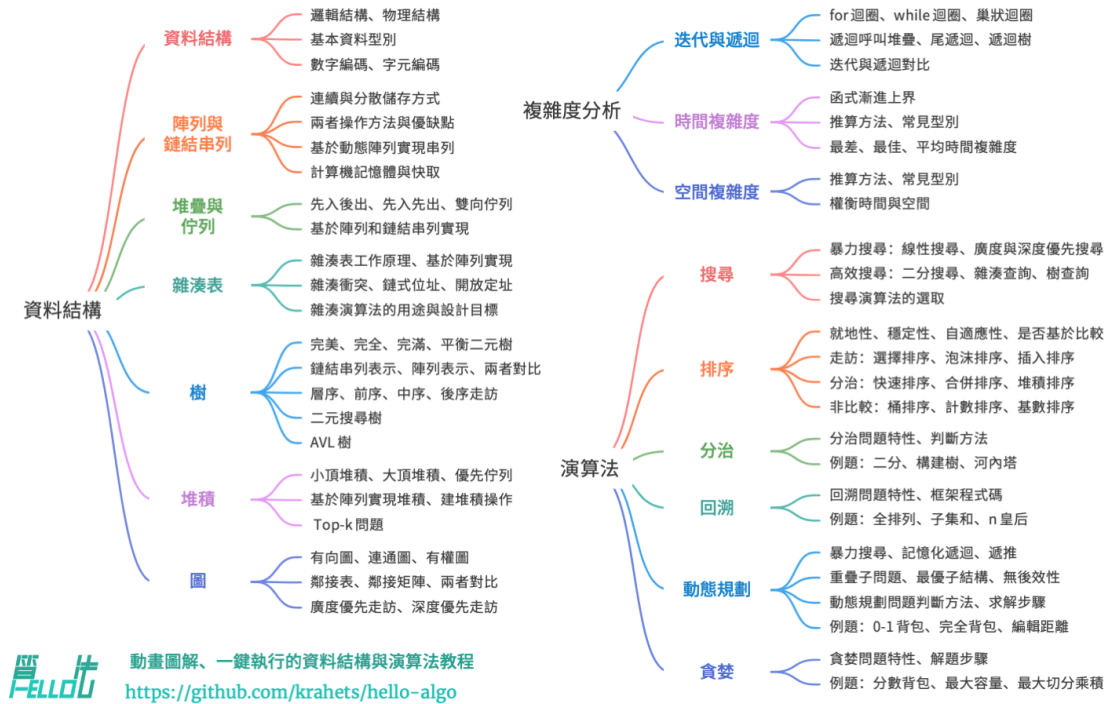 資料結構
資料結構
邏輯結構、物理結構
基本資料型別
數字編碼、字元編碼
陣列與
鏈結串列
連續與分散儲存方式
兩者操作方法與優缺點
基於動態陣列實現串列
計算機記憶體與快取
堆疊與
佇列
先入後出、先入先出、雙向佇列
基於陣列和鏈結串列實現
雜湊表
雜湊表工作原理、基於陣列實現
雜湊衝突、鏈式位址、開放定址
雜湊演算法的用途與設計目標
樹
完美、完全、完滿、平衡二元樹
鏈結串列表示、陣列表示、兩者對比
層序、前序、中序、後序走訪
二元搜尋樹
AVL 樹
堆積
小頂堆積、大頂堆積、優先佇列
基於陣列實現堆積、建堆積操作
Top-k 問題
圖
有向圖、連通圖、有權圖
鄰接表、鄰接矩陣、兩者對比
廣度優先走訪、深度優先走訪
複雜度分析
迭代與遞迴
for 迴圈、while 迴圈、巢狀迴圈
遞迴呼叫堆疊、尾遞迴、遞迴樹
迭代與遞迴對比
時間複雜度
函式漸進上界
推算方法、常見型別
最差、最佳、平均時間複雜度
空間複雜度
推算方法、常見型別
權衡時間與空間
演算法
搜尋
暴力搜尋：線性搜尋、廣度與深度優先搜尋
高效搜尋：二分搜尋、雜湊查詢、樹查詢
搜尋演算法的選取
排序
就地性、穩定性、自適應性、是否基於比較
走訪：選擇排序、泡沫排序、插入排序
分治：快速排序、合併排序、堆積排序
非比較：桶排序、計數排序、基數排序
分治
分治問題特性、判斷方法
例題：二分、構建樹、河內塔
回溯
回溯問題特性、框架程式碼
例題：全排列、子集和、n 皇后
動態規劃
暴力搜尋、記憶化遞迴、遞推
重疊子問題、最優子結構、無後效性
動態規劃問題判斷方法、求解步驟
例題：0-1 背包、完全背包、編輯距離
貪婪
貪婪問題特性、解題步驟
例題：分數背包、最大容量、最大切分乘積
HELLO
算法
動畫圖解、一鍵執行的資料結構與演算法教程
https://github.com/krahets/hello-algo